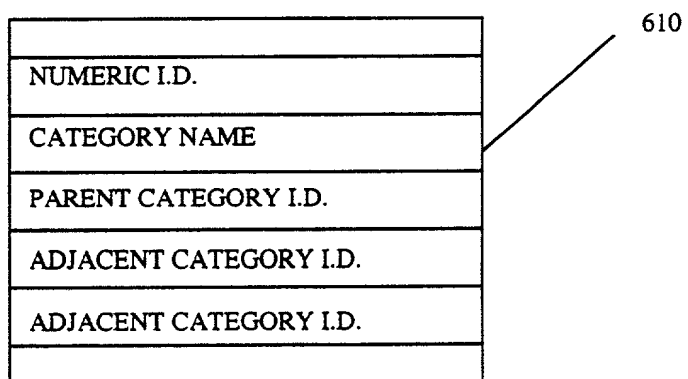 610
NUMERIC I.D.
CATEGORY NAME
PARENT CATEGORY I.D.
ADJACENT CATEGORY I.D.
ADJACENT CATEGORY I.D.